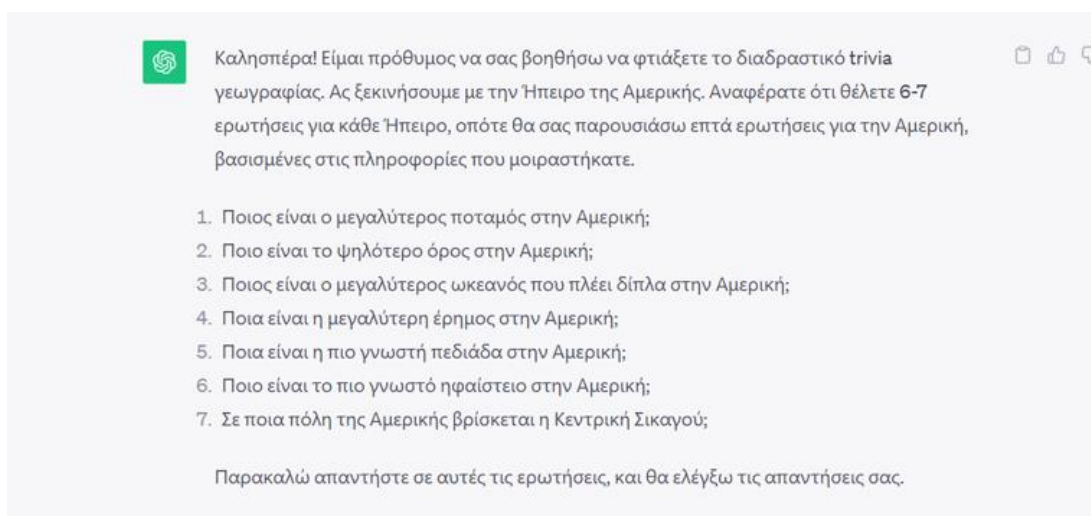 Καλησπέρα! Είμαι πρόθυμος να σας βοηθήσω να φτιάξετε το διαδραστικό trivia
γεωγραφίας. Ας ξεκινήσουμε με την Ήπειρο της Αμερικής. Αναφέρατε ότι θέλετε 6-7
ερωτήσεις για κάθε Ήπειρο, οπότε θα σας παρουσιάσω επτά ερωτήσεις για την Αμερική,
βασισμένες στις πληροφορίες που μοιραστήκατε.
1. Ποιος είναι ο μεγαλύτερος ποταμός στην Αμερική;
2. Ποιο είναι το ψηλότερο όρος στην Αμερική;
3. Ποιος είναι ο μεγαλύτερος ωκεανός που πλέει δίπλα στην Αμερική;
4. Ποια είναι η μεγαλύτερη έρημος στην Αμερική;
5. Ποια είναι η πιο γνωστή πεδιάδα στην Αμερική;
6. Ποιο είναι το πιο γνωστό ηφαίστειο στην Αμερική;
7. Σε ποια πόλη της Αμερικής βρίσκεται η Κεντρική Σικαγού;
Παρακαλώ απαντήστε σε αυτές τις ερωτήσεις, και θα ελέγξω τις απαντήσεις σας.